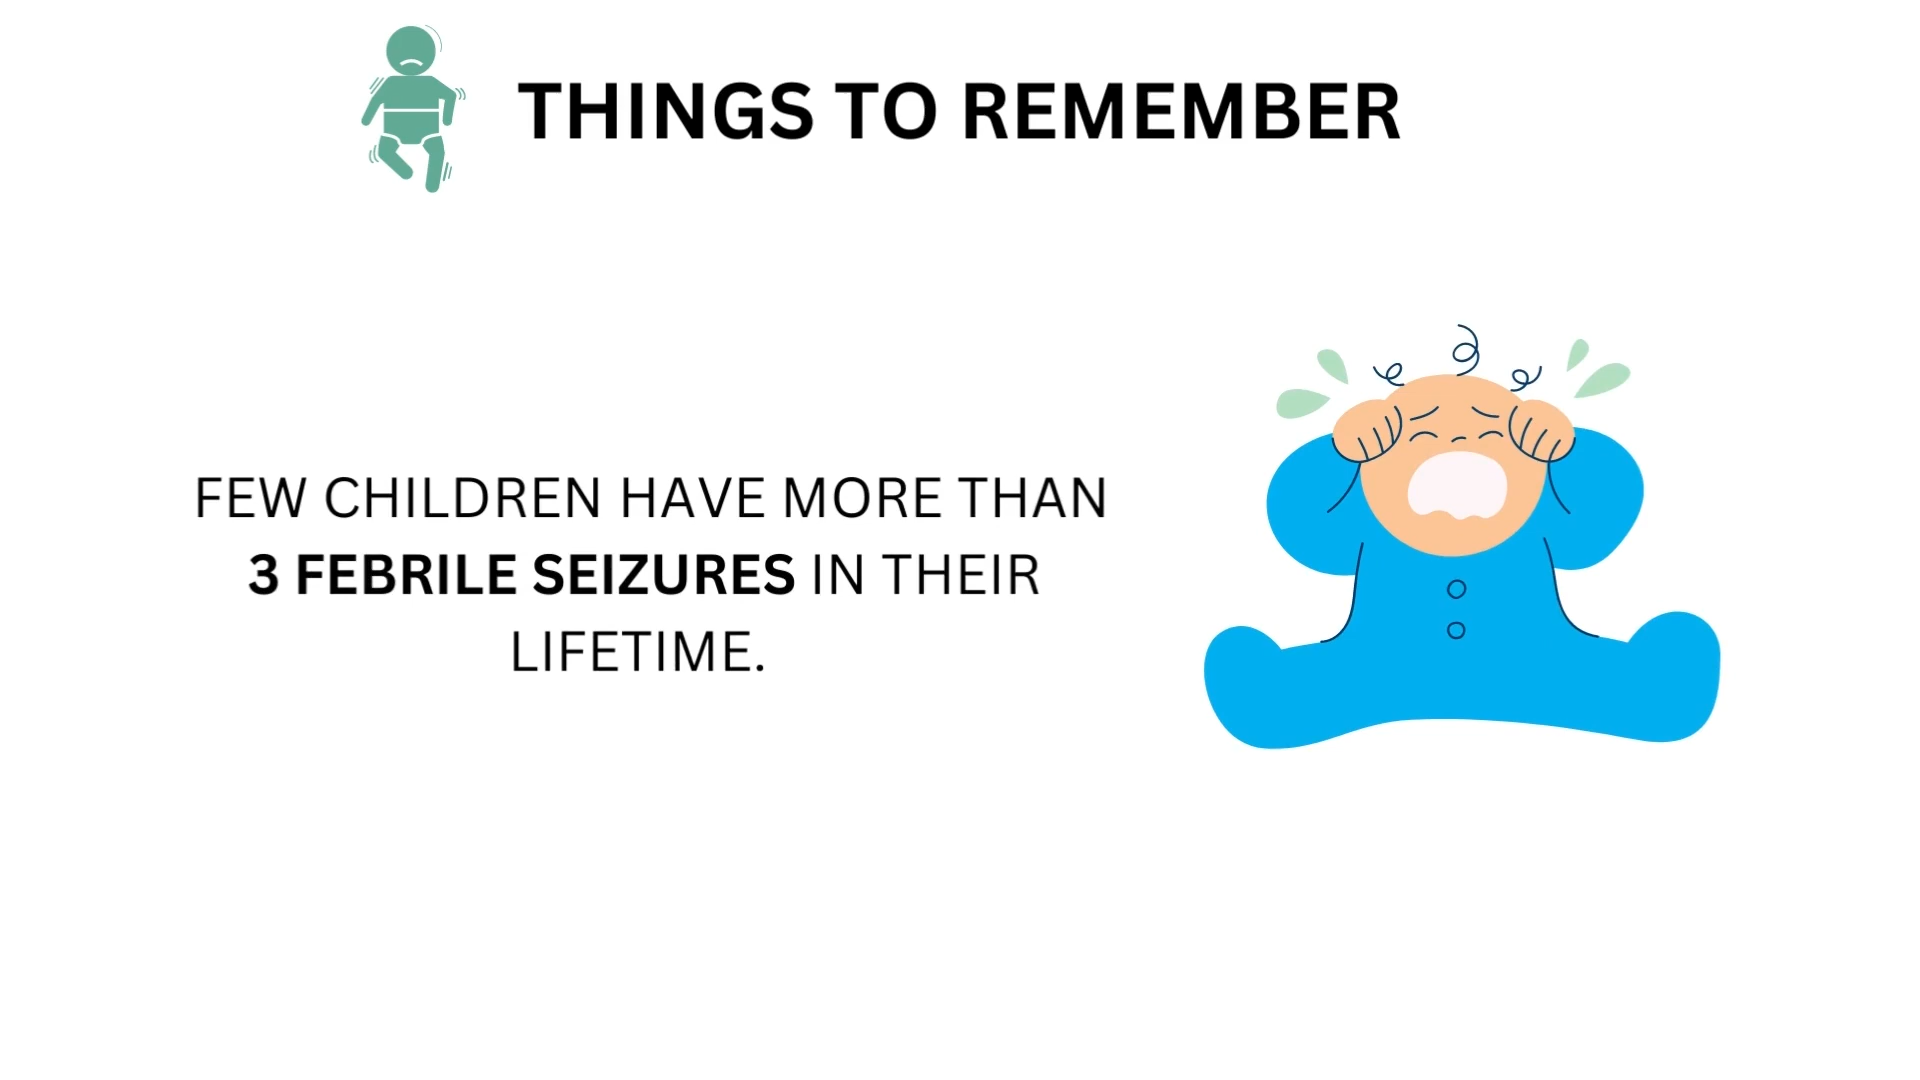 THINGS TO REMEMBER
FEW CHILDREN HAVE MORE THAN
3 FEBRILE SEIZURES IN THEIR
LIFETIME.